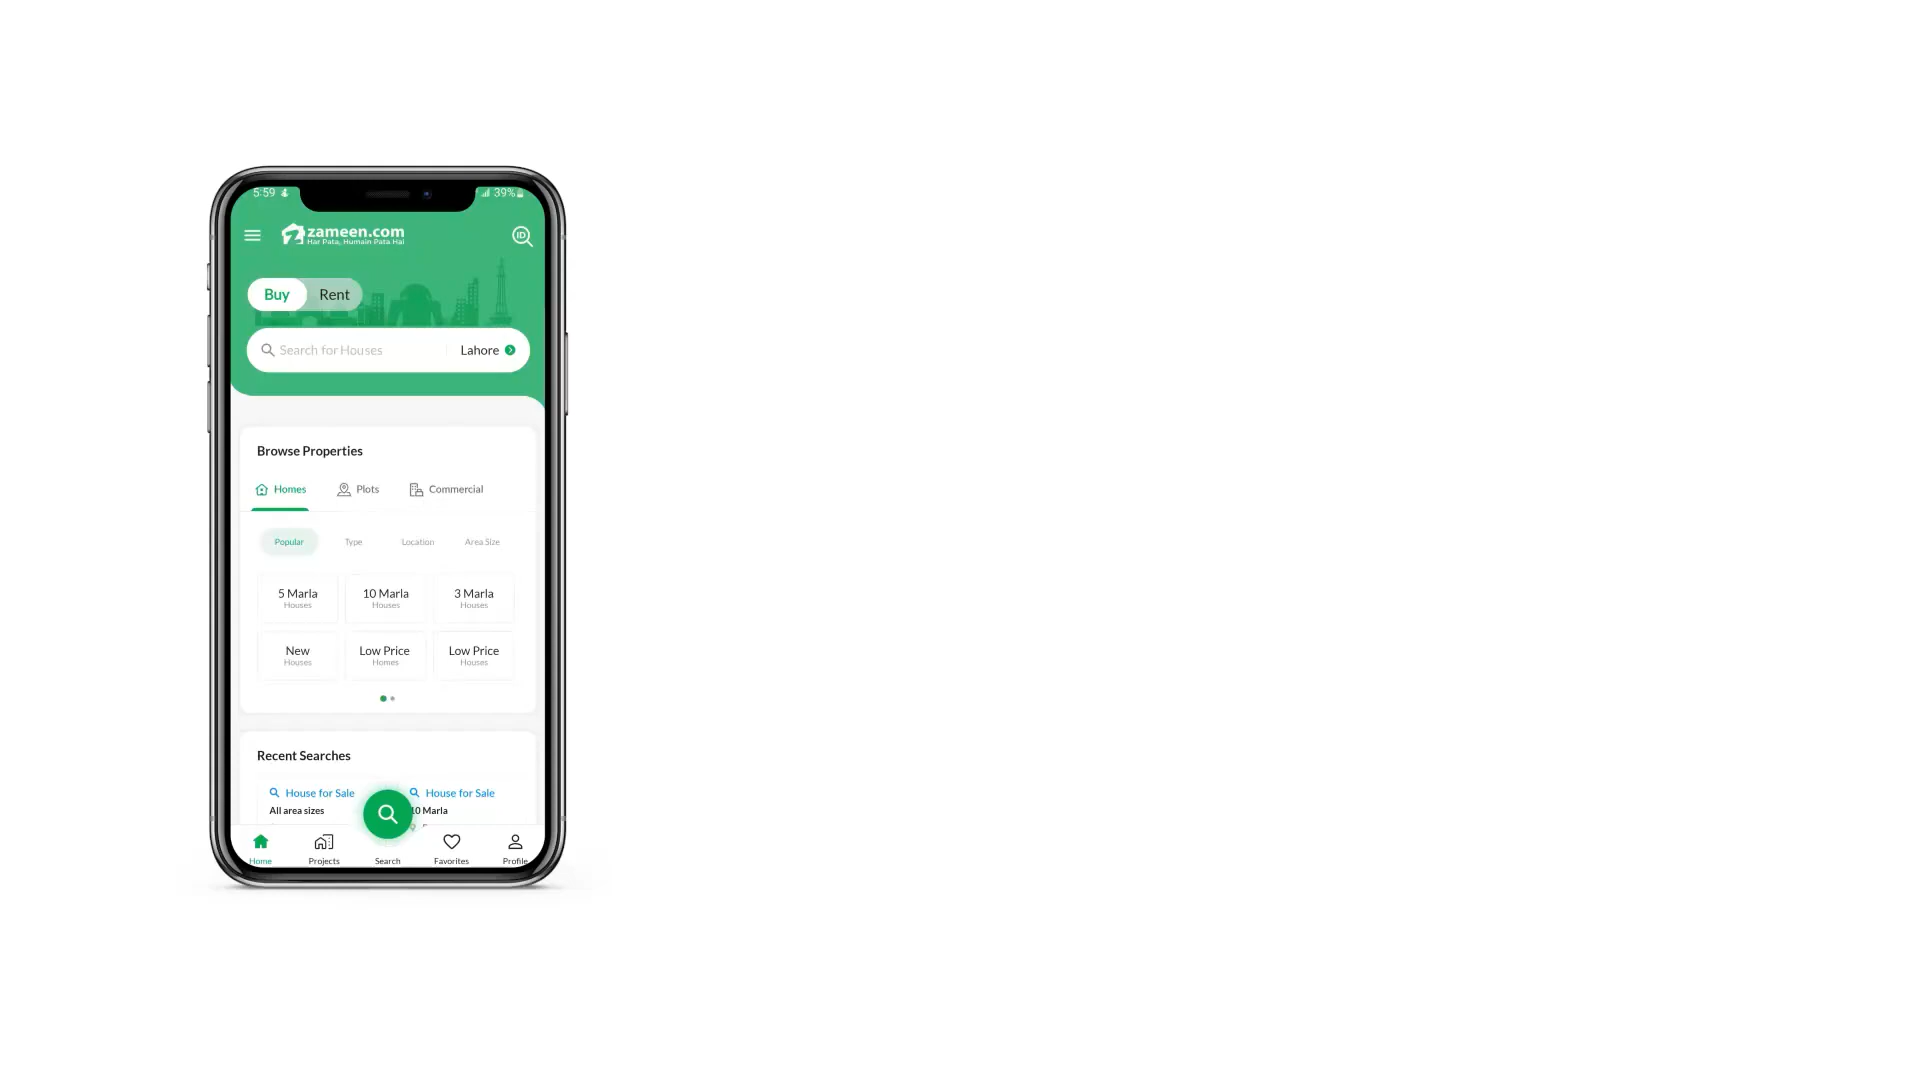 5:59
39%
zameen.com
Har Pata, Humain Pata Hai
ID
Buy Rent
Search for Houses Lahore
Browse Properties
Homes Plots Commercial
Popular Type Location Area Size
5 Marla 10 Marla 3 Marla
Houses Houses Houses
New Low Price Low Price
Houses Homes Houses
Recent Searches
House for Sale House for Sale
All area sizes 10 Marla
Home Projects Search Favorites Profile